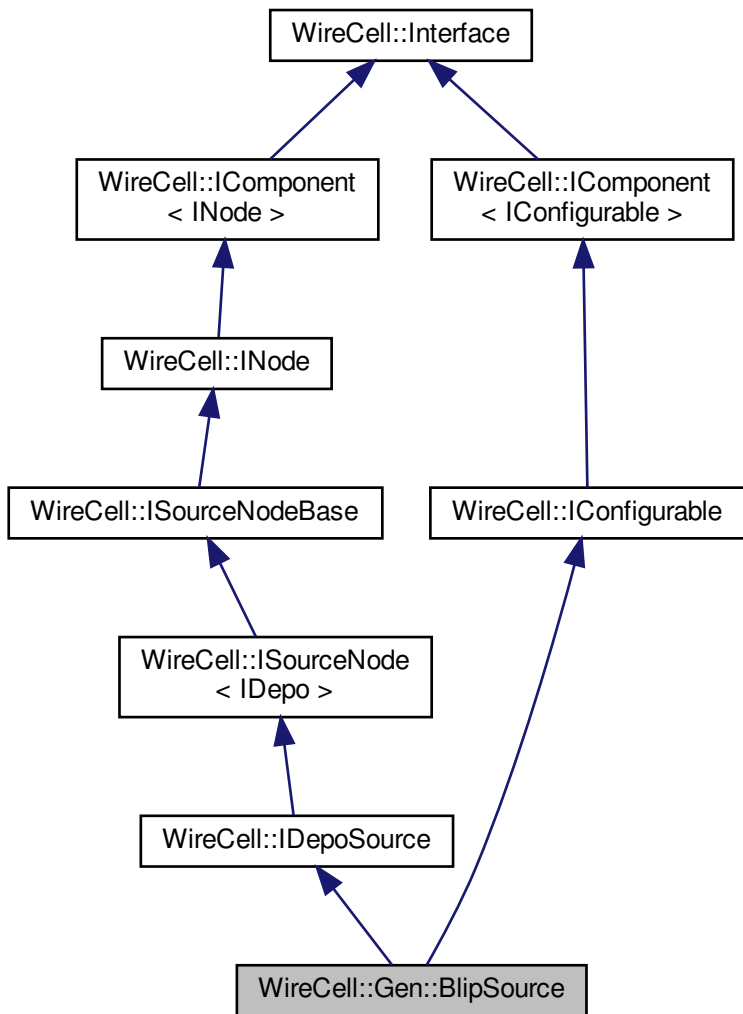 WireCell::Interface
WireCell::IComponent
< INode >
WireCell::IComponent
< IConfigurable >
WireCell::INode
WireCell::ISourceNodeBase
WireCell::IConfigurable
WireCell::ISourceNode
< IDepo >
WireCell::IDepoSource
WireCell::Gen::BlipSource